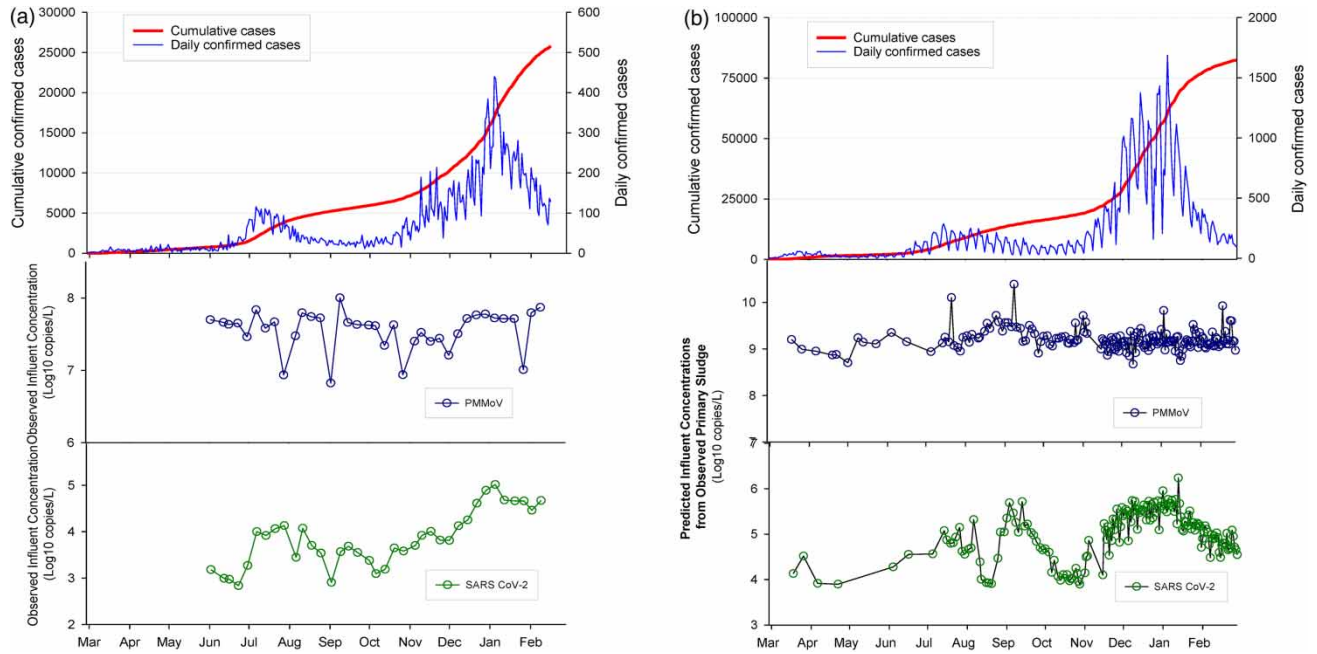 (a)
30000
25000
20000
15000
10000
5000
0
Cumulative confirmed cases
Cumulative cases
Daily confirmed cases
600
500
400
300
200
100
0
Daily confirmed cases
8
7
6
Observed Influent Concentration
(Log10 copies/L)
PMMoV
5
4
3
2
Observed Influent Concentration
(Log10 copies/L)
SARS CoV-2
Mar Apr May Jun Jul Aug Sep Oct Nov Dec Jan Feb
(b)
100000
75000
50000
25000
0
Cumulative confirmed cases
Cumulative cases
Daily confirmed cases
2000
1500
1000
500
0
Daily confirmed cases
10
9
8
7
PMMoV
Predicted Influent Concentrations
from Observed Primary Sludge
(Log10 copies/L)
7
6
5
4
3
SARS CoV-2
Mar Apr May Jun Jul Aug Sep Oct Nov Dec Jan Feb